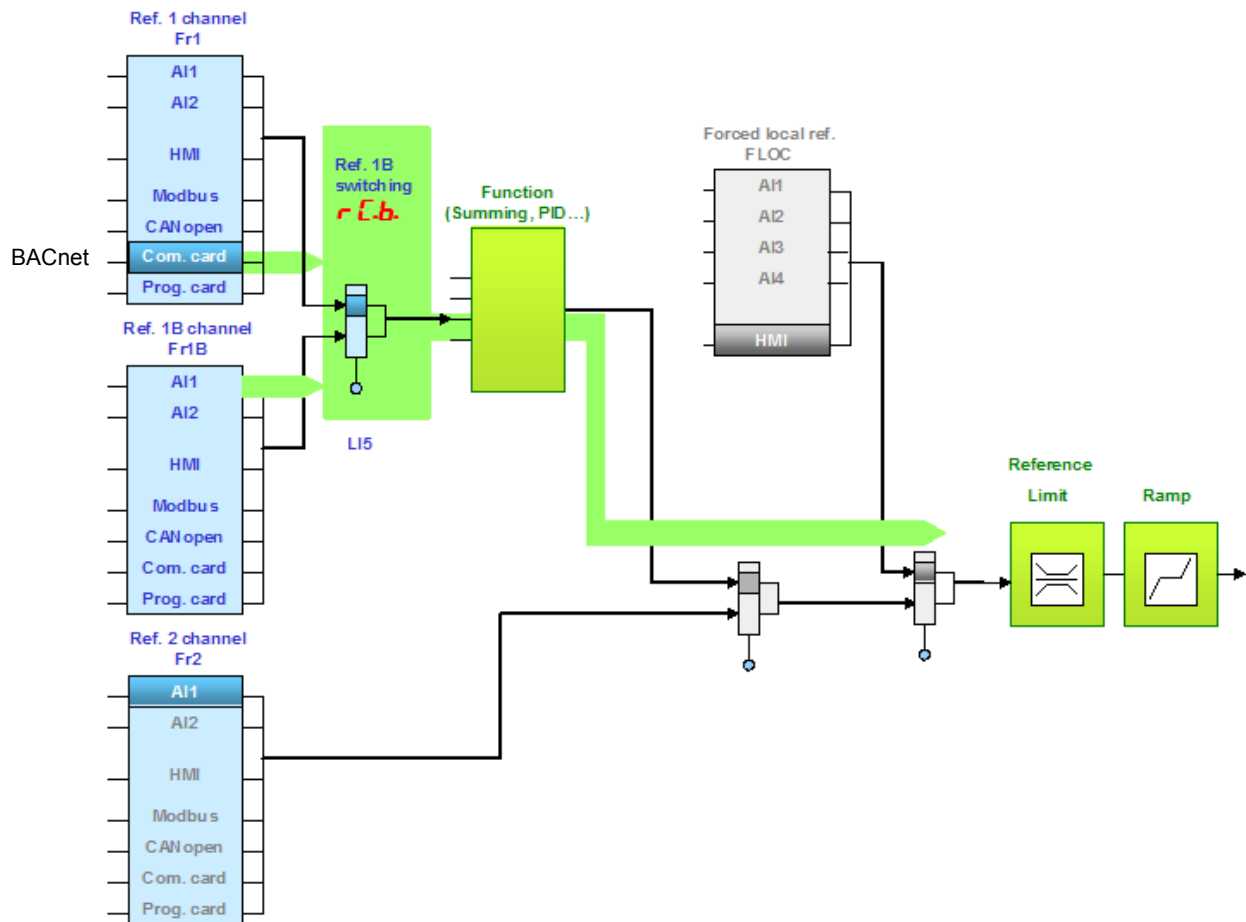 Ref. 1 channel
Fr1
AI1
AI2
HMI
Modbus
CANopen
BACnet
Com. card
Prog. card
Ref. 1B channel
Fr1B
AI1
AI2
HMI
Modbus
CANopen
Com. card
Prog. card
Ref. 2 channel
Fr2
AI1
AI2
HMI
Modbus
CANopen
Com. card
Prog. card
Ref. 1B
switching
rCb.
LI5
Function
(Summing, PID...)
Forced local ref.
FLOC
AI1
AI2
AI3
AI4
HMI
Reference
Limit
Ramp